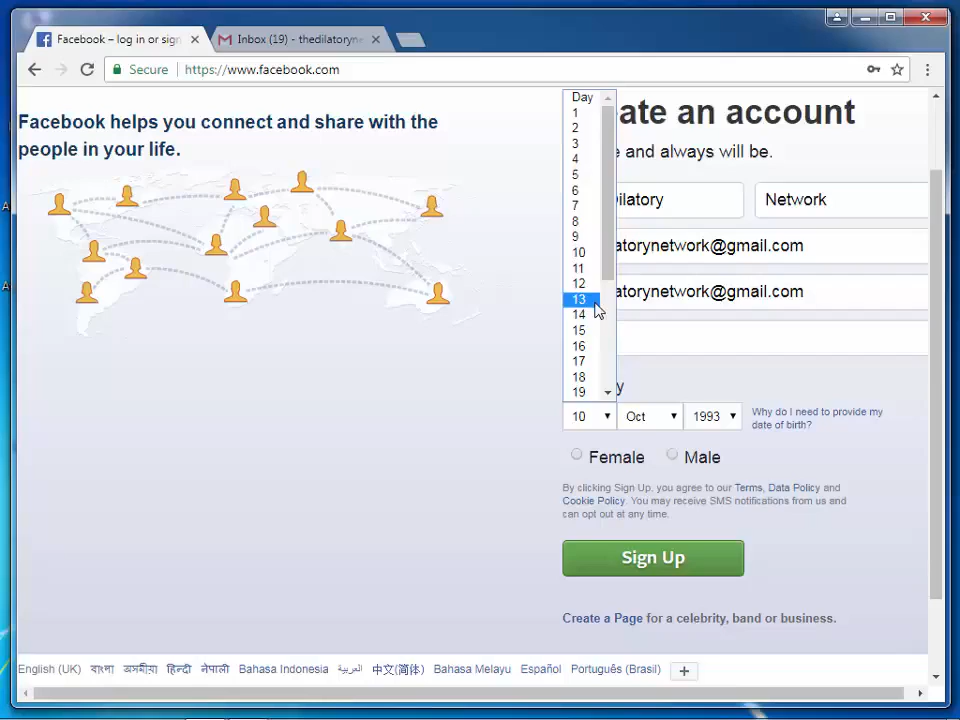 Facebook – log in or sign
Inbox (19) - thedilatoryne
Secure
https://www.facebook.com
Facebook helps you connect and share with the
people in your life.
ate an account
e and always will be.
ilatory
Network
atorynetwork@gmail.com
atorynetwork@gmail.com
y
Day
1
2
3
4
5
6
7
8
9
10
11
12
13
14
15
16
17
18
19
10
Oct
1993
Why do I need to provide my
date of birth?
Female
Male
By clicking Sign Up, you agree to our Terms, Data Policy and
Cookie Policy. You may receive SMS notifications from us and
can opt out at any time.
Sign Up
Create a Page for a celebrity, band or business.
English (UK) বাংলা অসমীয়া हिन्दी नेपाली Bahasa Indonesia العربية 中文(简体) Bahasa Melayu Español Português (Brasil) +